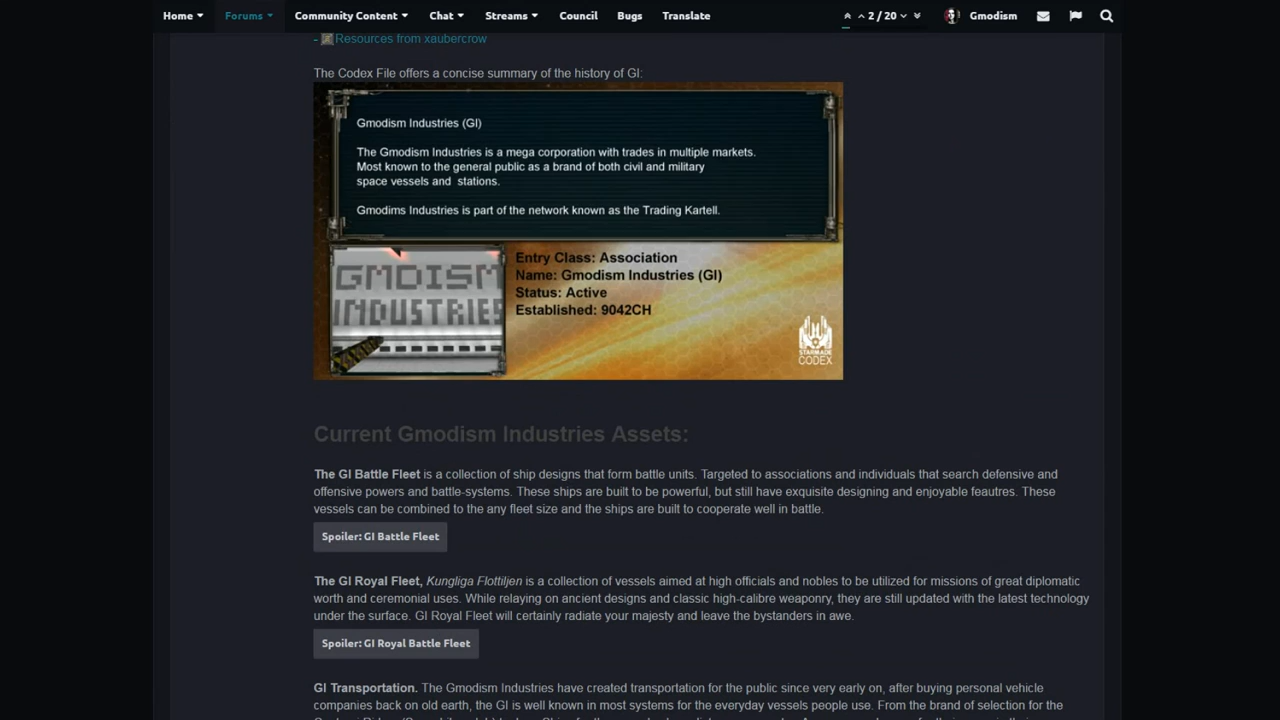 Home Forums Community Content Chat Streams Council Bugs Translate 2 / 20 Gmodism
- Resources from xaubercrow
The Codex File offers a concise summary of the history of GI:
Gmodism Industries (GI)
The Gmodism Industries is a mega corporation with trades in multiple markets.
Most known to the general public as a brand of both civil and military
space vessels and stations.
Gmodims Industries is part of the network known as the Trading Kartell.
GMOISM
INDUSTRIES
Entry Class: Association
Name: Gmodism Industries (GI)
Status: Active
Established: 9042CH
STARMADE
CODEX
Current Gmodism Industries Assets:
The GI Battle Fleet is a collection of ship designs that form battle units. Targeted to associations and individuals that search defensive and
offensive powers and battle-systems. These ships are built to be powerful, but still have exquisite designing and enjoyable feautres. These
vessels can be combined to the any fleet size and the ships are built to cooperate well in battle.
Spoiler: GI Battle Fleet
The GI Royal Fleet, Kungliga Flottiljen is a collection of vessels aimed at high officials and nobles to be utilized for missions of great diplomatic
worth and ceremonial uses. While relaying on ancient designs and classic high-calibre weaponry, they are still updated with the latest technology
under the surface. GI Royal Fleet will certainly radiate your majesty and leave the bystanders in awe.
Spoiler: GI Royal Battle Fleet
GI Transportation. The Gmodism Industries have created transportation for the public since very early on, after buying personal vehicle
companies back on old earth, the GI is well known in most systems for the everyday vessels people use. From the brand of selection for the